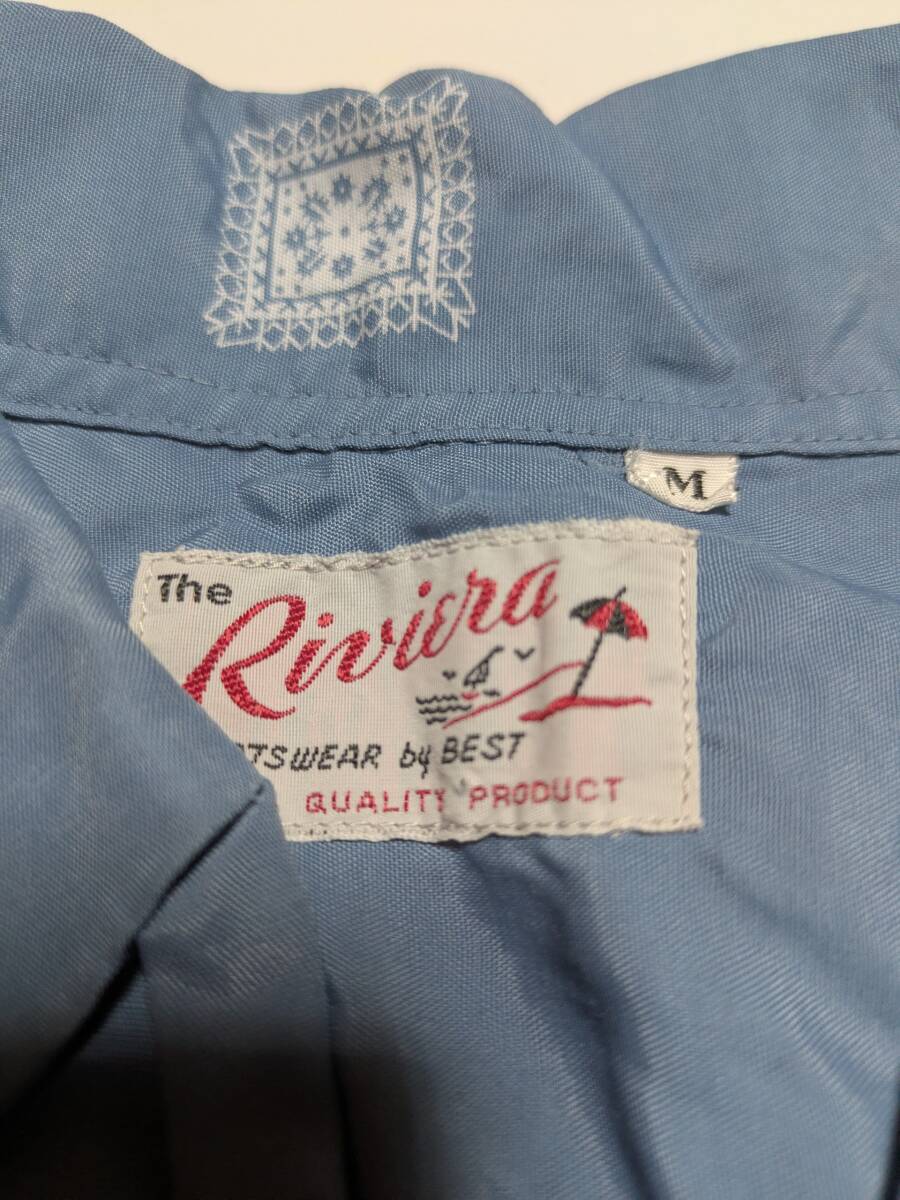 M
The
Riviera
TSWEAR by BEST
QUALITY PRODUCT